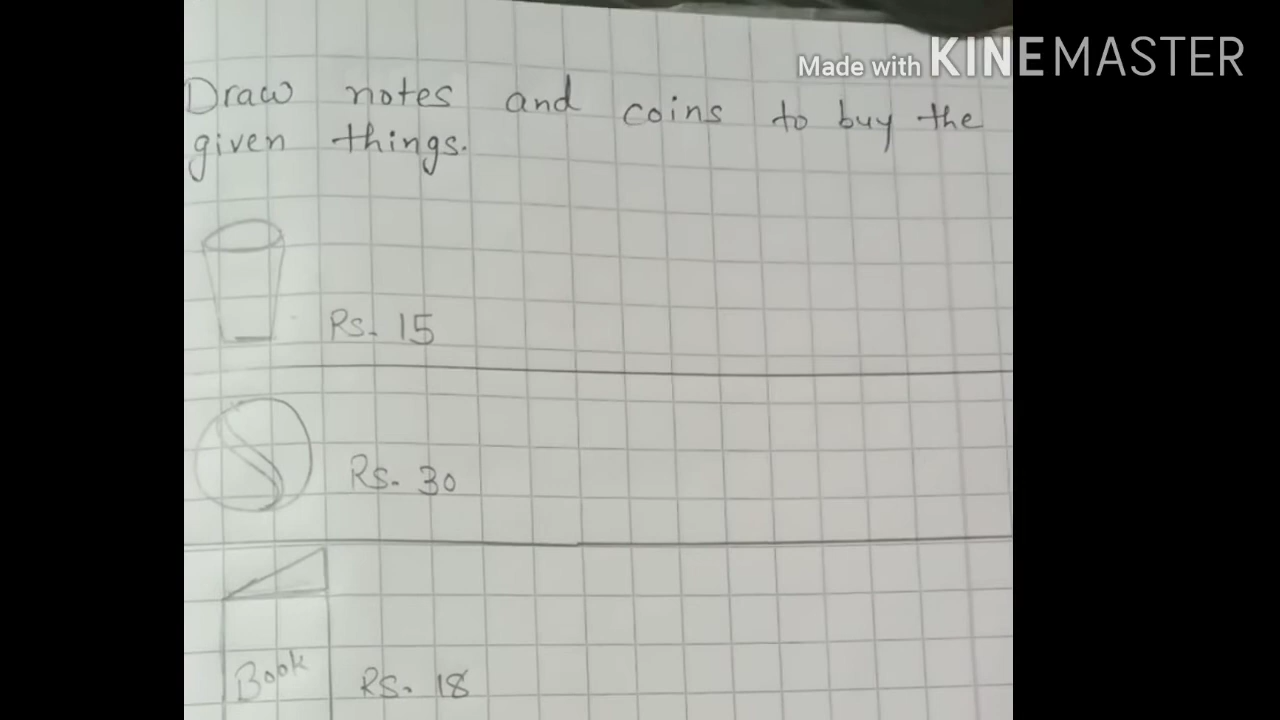 Made with KINEMASTER
Draw notes and coins to buy the
given things.
Rs. 15
Rs. 30
Book Rs. 18